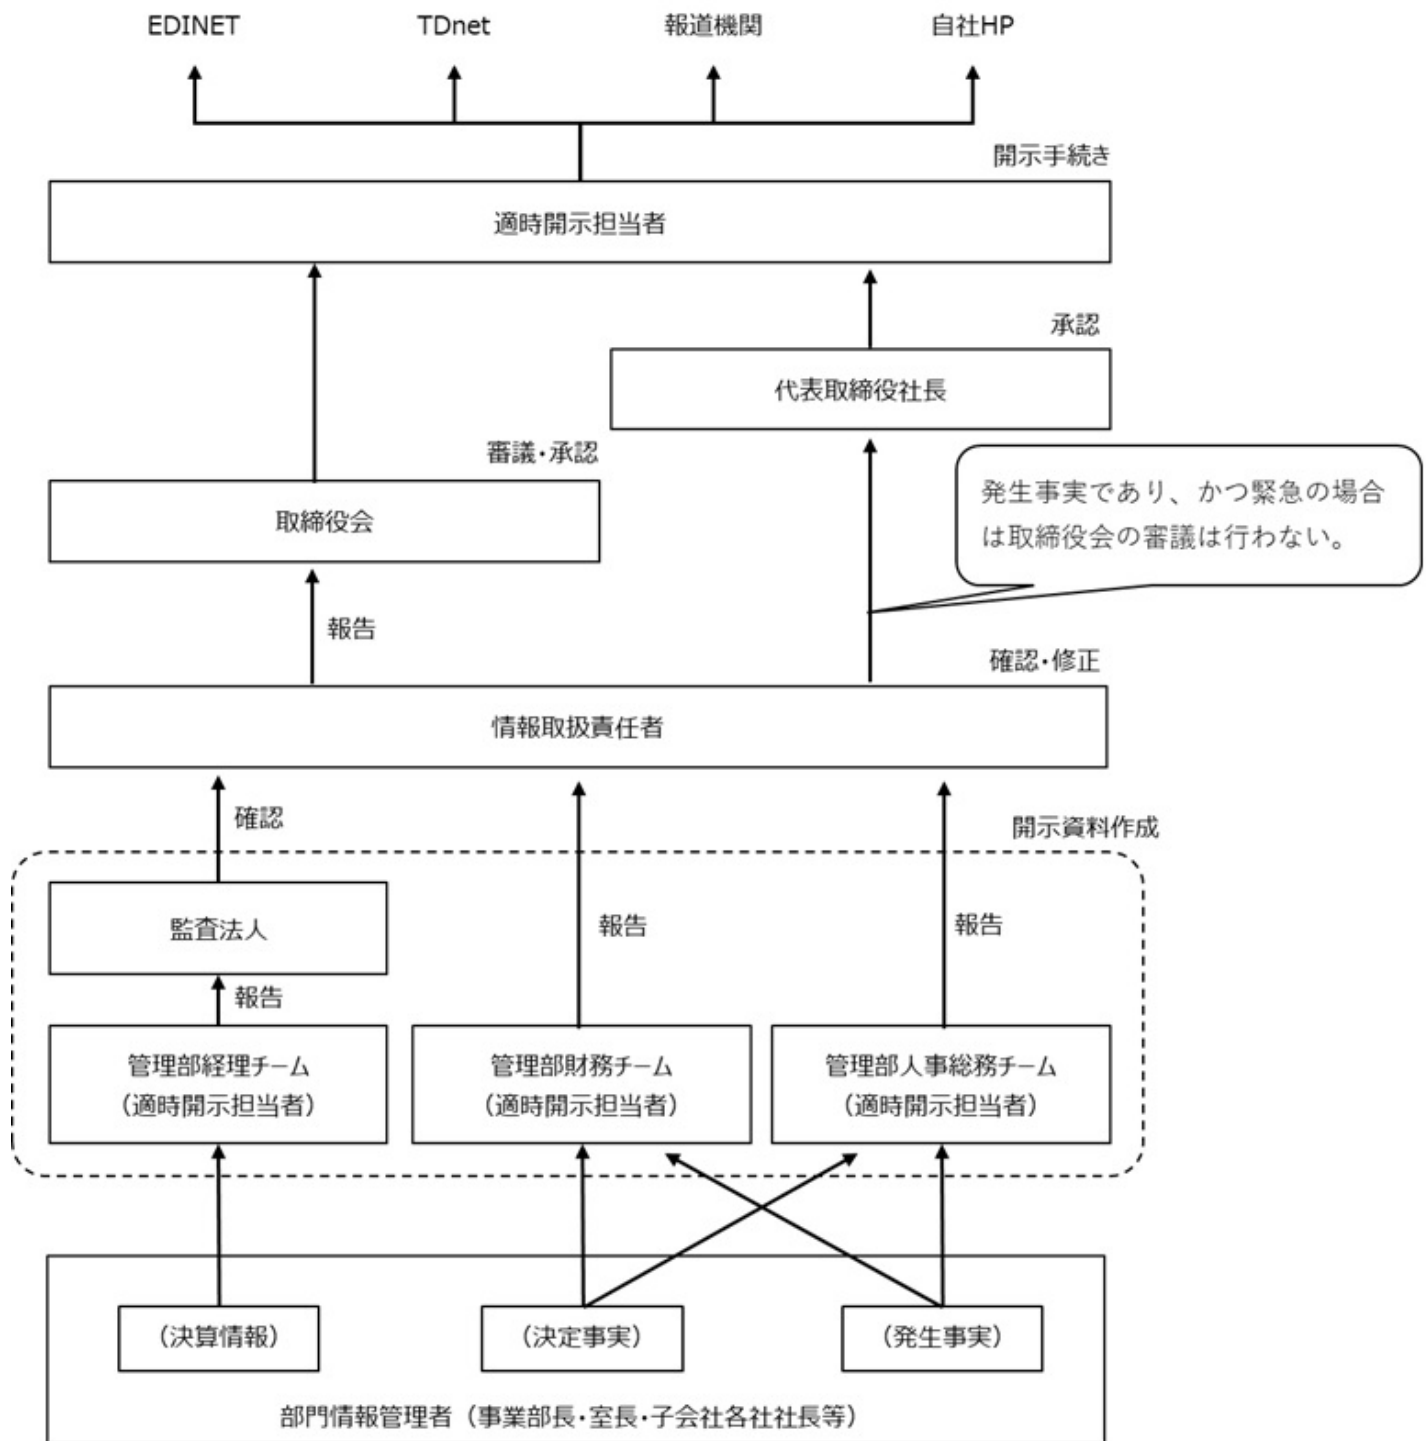 EDINET
TDnet
報道機関
自社HP
開示手続き
適時開示担当者
承認
代表取締役社長
審議・承認
取締役会
発生事実であり、かつ緊急の場合
は取締役会の審議は行わない。
報告
確認・修正
情報取扱責任者
確認
開示資料作成
監査法人
報告
報告
報告
管理部経理チーム
（適時開示担当者）
管理部財務チーム
（適時開示担当者）
管理部人事総務チーム
（適時開示担当者）
（決算情報）
（決定事実）
（発生事実）
部門情報管理者（事業部長・室長・子会社各社社長等）